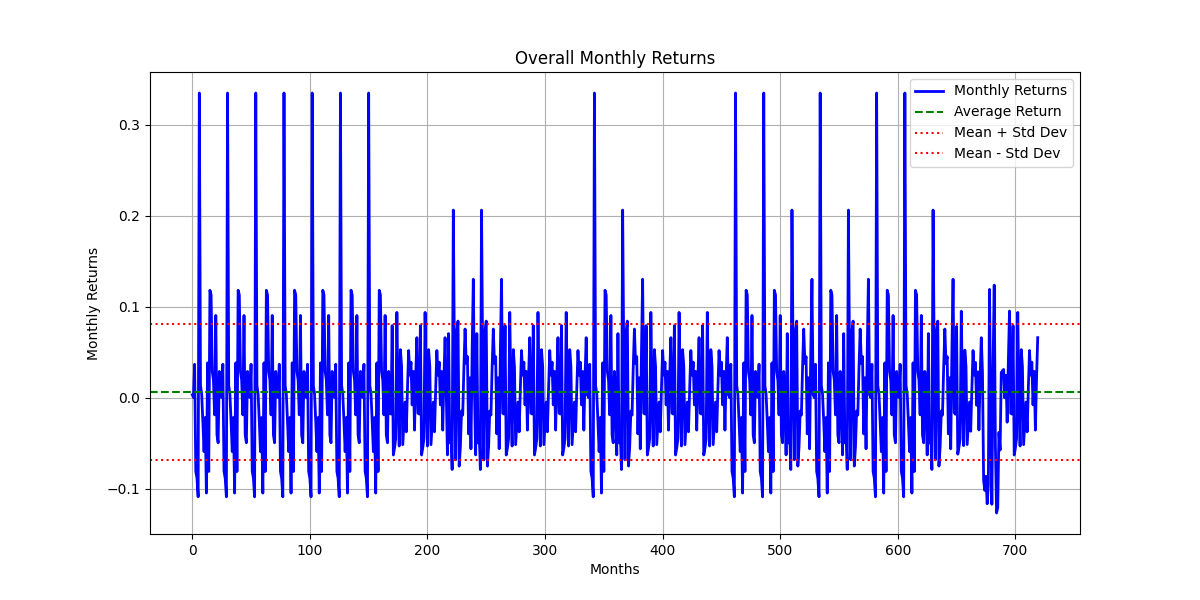 Overall Monthly Returns
Monthly Returns
Average Return
Mean + Std Dev
Mean - Std Dev
0.3
0.2
0.1
0.0
−0.1
Monthly Returns
0 100 200 300 400 500 600 700
Months